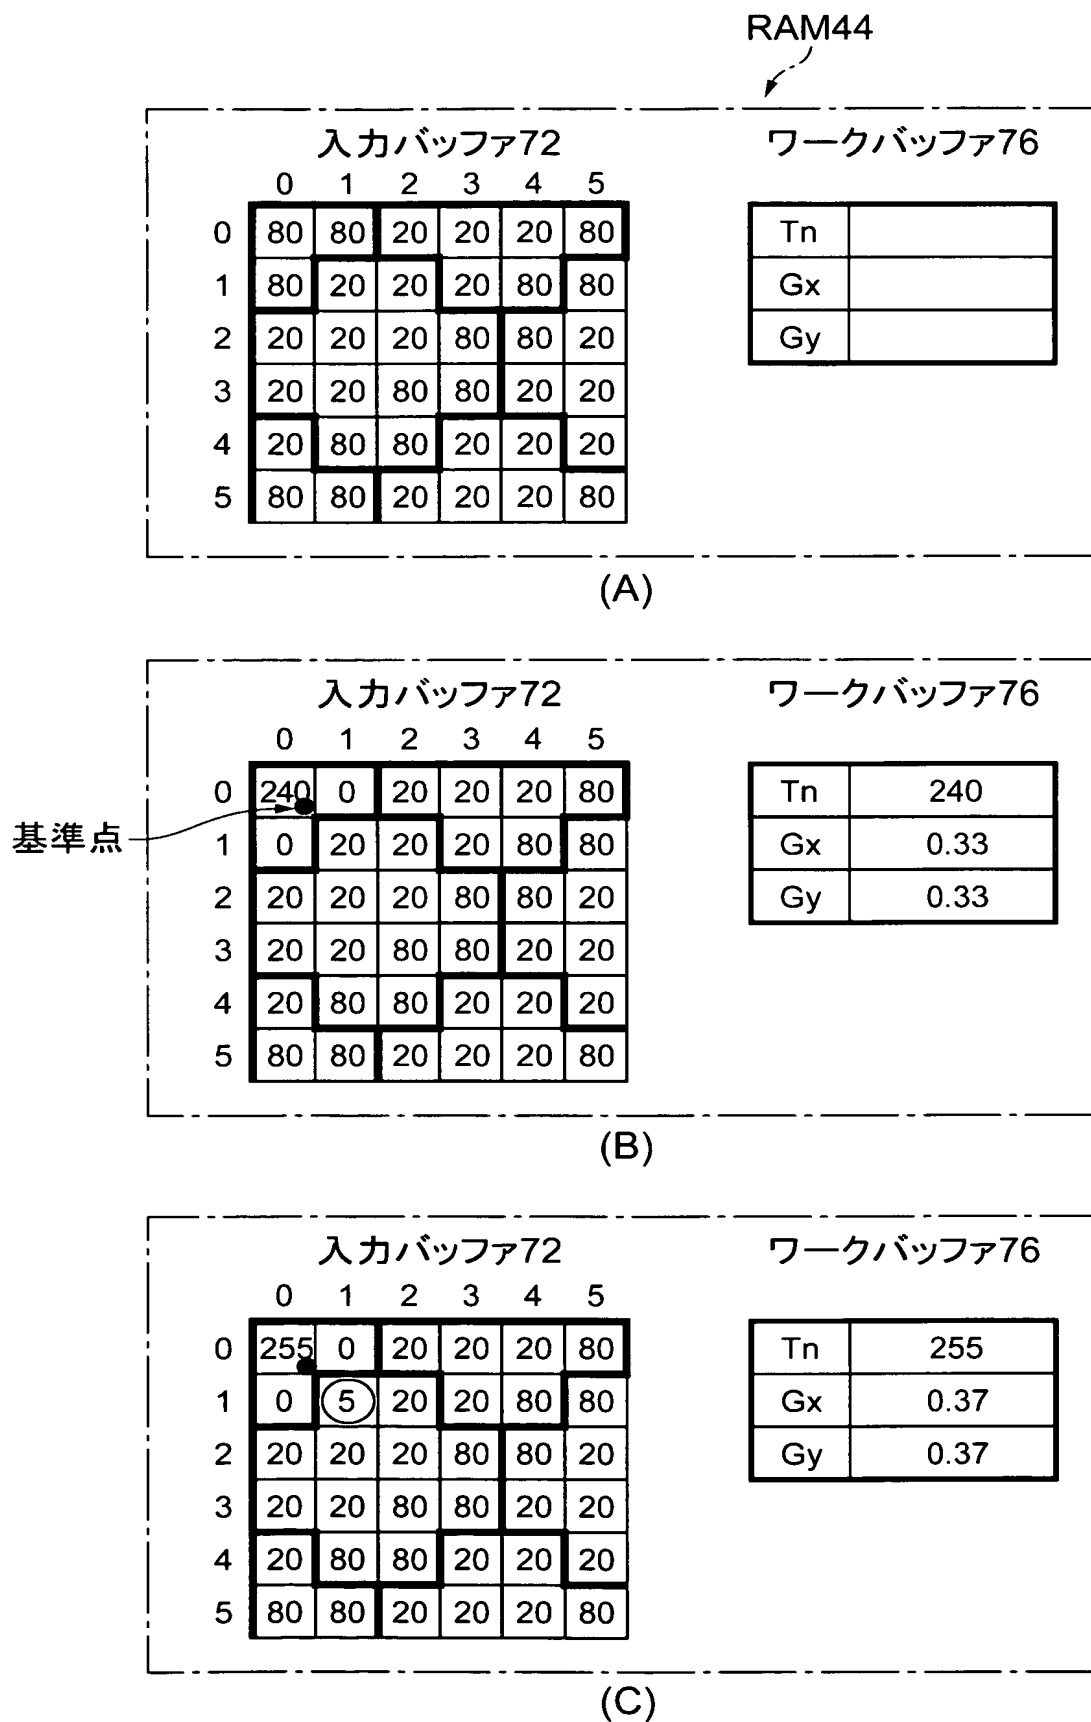 RAM44
入力バッファ72 ワークバッファ76
0 1 2 3 4 5
0 80 80 20 20 20 80 Tn
1 80 20 20 20 80 80 Gx
2 20 20 20 80 80 20 Gy
3 20 20 80 80 20 20
4 20 80 80 20 20 20
5 80 80 20 20 20 80
(A)
入力バッファ72 ワークバッファ76
0 1 2 3 4 5
0 240 0 20 20 20 80 Tn 240
基準点
1 0 20 20 20 80 80 Gx 0.33
2 20 20 20 80 80 20 Gy 0.33
3 20 20 80 80 20 20
4 20 80 80 20 20 20
5 80 80 20 20 20 80
(B)
入力バッファ72 ワークバッファ76
0 1 2 3 4 5
0 255 0 20 20 20 80 Tn 255
1 0 5 20 20 80 80 Gx 0.37
2 20 20 20 80 80 20 Gy 0.37
3 20 20 80 80 20 20
4 20 80 80 20 20 20
5 80 80 20 20 20 80
(C)